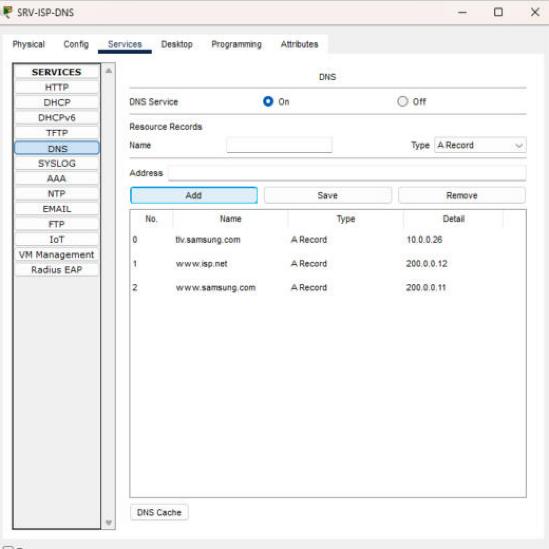 SRV-ISP-DNS
Physical Config Services Desktop Programming Attributes
SERVICES
HTTP
DHCP
DHCPv6
TFTP
DNS
SYSLOG
AAA
NTP
EMAIL
FTP
IoT
VM Management
Radius EAP
DNS
DNS Service On Off
Resource Records
Name Type A Record
Address
Add Save Remove
No. Name Type Detail
0 tlv.samsung.com A Record 10.0.0.26
1 www.isp.net A Record 200.0.0.12
2 www.samsung.com A Record 200.0.0.11
DNS Cache